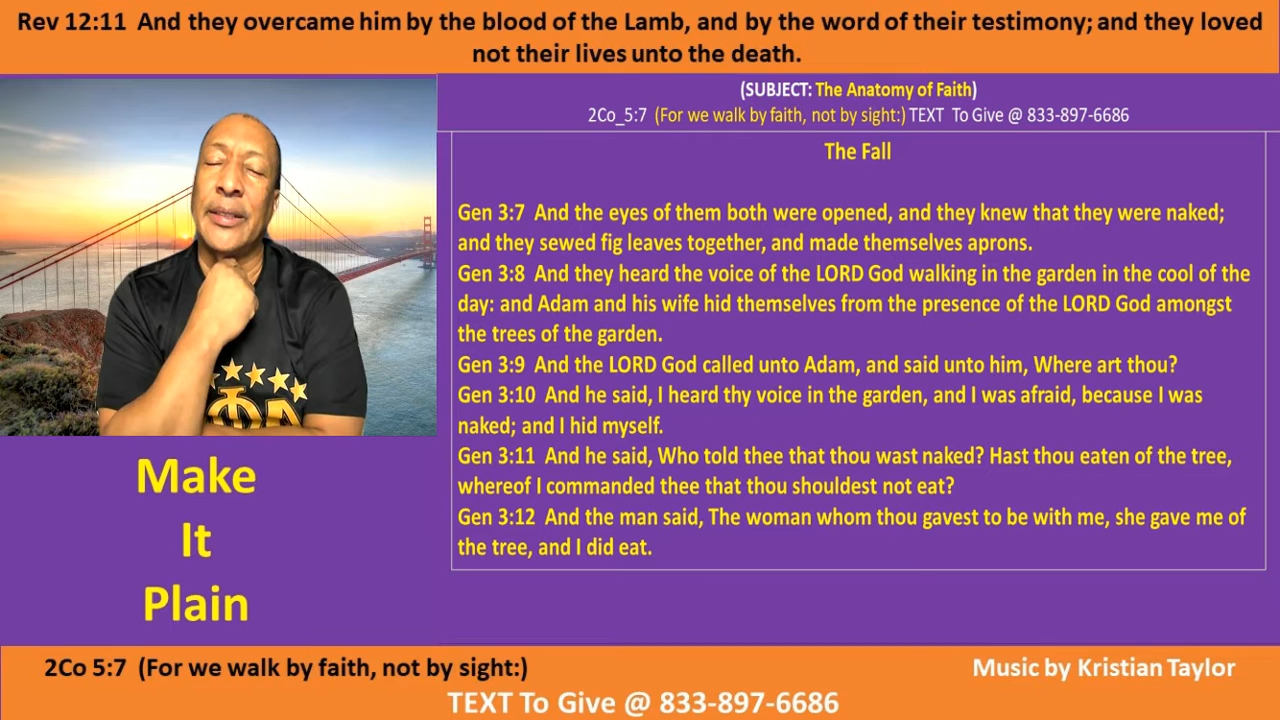 Rev 12:11  And they overcame him by the blood of the Lamb, and by the word of their testimony; and they loved
not their lives unto the death.
(SUBJECT: The Anatomy of Faith)
2Co_5:7  (For we walk by faith, not by sight:) TEXT  To Give @ 833-897-6686
The Fall
Gen 3:7  And the eyes of them both were opened, and they knew that they were naked;
and they sewed fig leaves together, and made themselves aprons.
Gen 3:8  And they heard the voice of the LORD God walking in the garden in the cool of the
day: and Adam and his wife hid themselves from the presence of the LORD God amongst
the trees of the garden.
Gen 3:9  And the LORD God called unto Adam, and said unto him, Where art thou?
Gen 3:10  And he said, I heard thy voice in the garden, and I was afraid, because I was
naked; and I hid myself.
Gen 3:11  And he said, Who told thee that thou wast naked? Hast thou eaten of the tree,
whereof I commanded thee that thou shouldest not eat?
Gen 3:12  And the man said, The woman whom thou gavest to be with me, she gave me of
the tree, and I did eat.
Make
It
Plain
2Co 5:7  (For we walk by faith, not by sight:)
Music by Kristian Taylor
TEXT To Give @ 833-897-6686